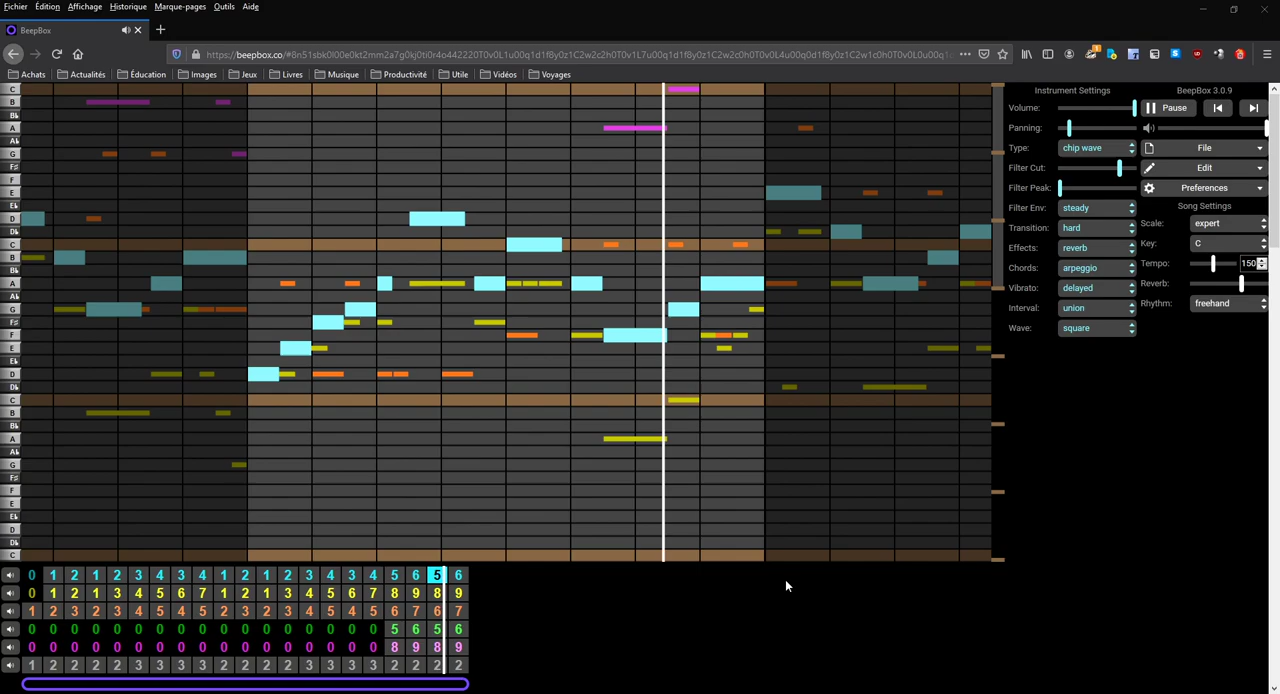 Fichier Édition Affichage Historique Marque-pages Outils Aide
BeepBox
https://beepbox.co/#8n51sbk0l00e0kt2mm2a7g0kj0ti0r4o442220T0v0L1u00q1d1f8y0z1C2w2c2h0T0v1L7u00q1d1f8y0z1C2w2c0h0T0v1L4u00q0d1f8y0z1C2w1c0h0T0v0L0u00q
Achats Actualités Éducation Images Jeux Livres Musique Productivité Utile Vidéos Voyages
C
B
B♭
A
A♭
G
F♯
F
E
E♭
D
D♭
C
B
B♭
A
A♭
G
F♯
F
E
E♭
D
D♭
C
B
B♭
A
A♭
G
F♯
F
E
E♭
D
D♭
C
Instrument Settings
Volume:
Panning:
Type: chip wave
Filter Cut:
Filter Peak:
Filter Env: steady
Transition: hard
Effects: reverb
Chords: arpeggio
Vibrato: delayed
Interval: union
Wave: square
BeepBox 3.0.9
Pause
File
Edit
Preferences
Song Settings
Scale: expert
Key: C
Tempo: 150
Reverb:
Rhythm: freehand
0 1 2 1 2 3 4 3 4 1 2 1 2 3 4 3 4 5 6 5 6
0 1 2 1 3 4 5 6 7 1 2 1 3 4 5 6 7 8 9 8 9
1 2 3 2 3 4 5 4 5 2 3 2 3 4 5 4 5 6 7 6 7
0 0 0 0 0 0 0 0 0 0 0 0 0 0 0 0 0 5 6 5 6
0 0 0 0 0 0 0 0 0 0 0 0 0 0 0 0 0 8 9 8 9
1 2 2 2 2 3 3 3 3 2 2 2 2 3 3 3 3 2 2 2 2